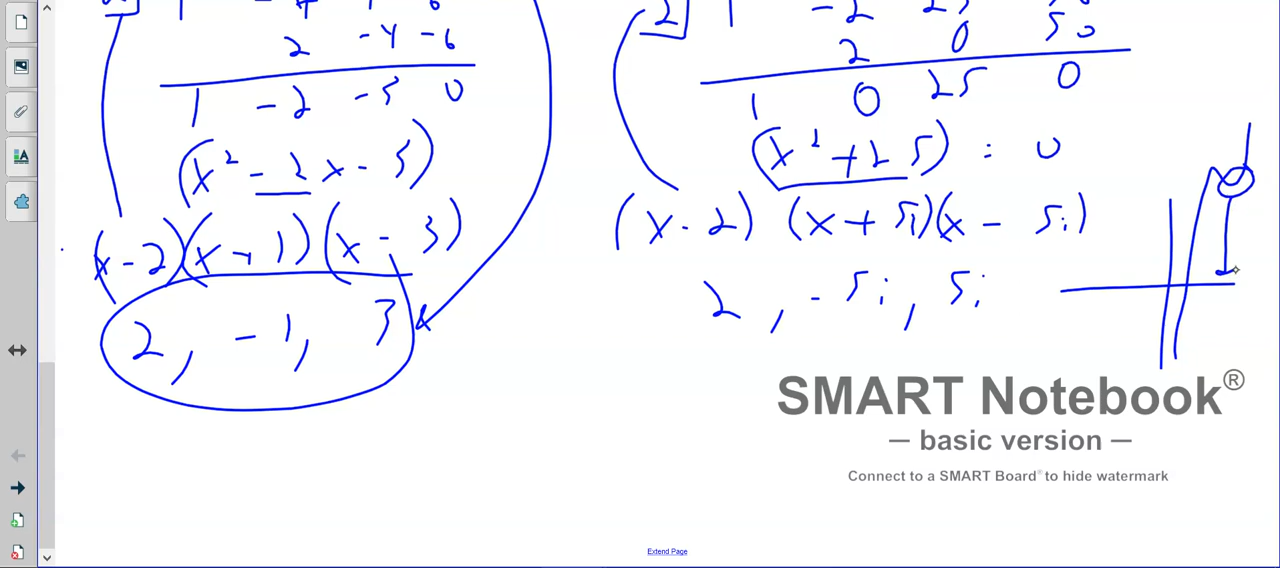 2 -4 -6
1 -2 -5 0
(x² - 2x - 5)
(x-2)(x+1)(x-3)
2, -1, 3
2 0 50
1 0 25 0
(x² + 25) = 0
(x-2) (x+5i)(x-5i)
2, -5i, 5i
SMART Notebook®
— basic version —
Connect to a SMART Board® to hide watermark
Extend Page